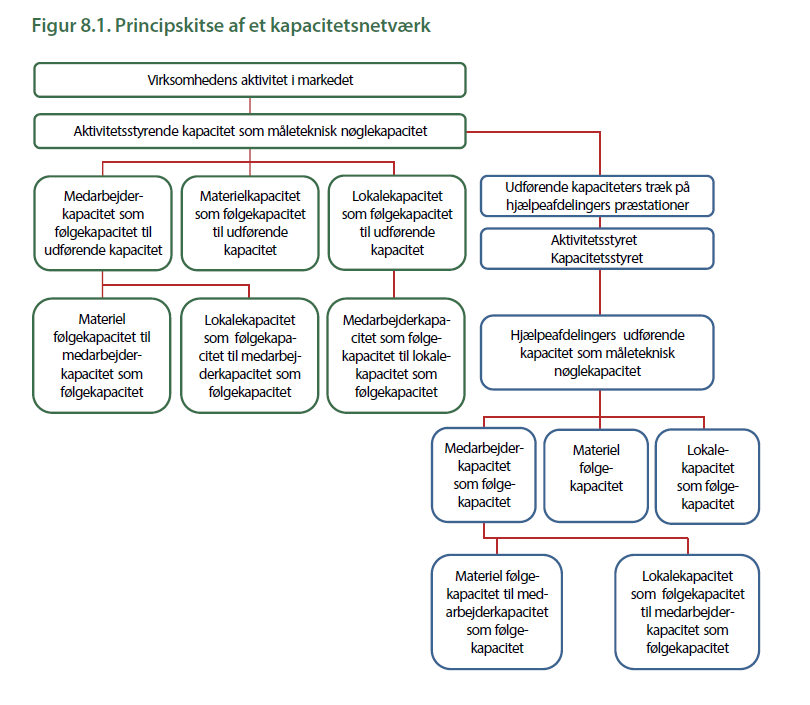 Figur 8.1. Principskitse af et kapacitetsnetværk
Virksomhedens aktivitet i markedet
Aktivitetsstyrende kapacitet som måleteknisk nøglekapacitet
Medarbejder-
kapacitet som
følgekapacitet til
udførende kapacitet
Materielkapacitet
som følgekapacitet
til udførende
kapacitet
Lokalekapacitet
som følgekapacitet
til udførende
kapacitet
Udførende kapaciteters træk på
hjælpeafdelingers præstationer
Aktivitetsstyret
Kapacitetsstyret
Materiel
følgekapacitet til
medarbejder-
kapacitet som
følgekapacitet
Lokalekapacitet
som følgekapa-
citet til medarbej-
derkapacitet som
følgekapacitet
Medarbejderkapa-
citet som følge-
kapacitet til lokale-
kapacitet som
følgekapacitet
Hjælpeafdelingers udførende
kapacitet som måleteknisk
nøglekapacitet
Medarbejder-
kapacitet
som følge-
kapacitet
Materiel
følge-
kapacitet
Lokale-
kapacitet
som følge-
kapacitet
Materiel følge-
kapacitet til med-
arbejderkapacitet
som følge-
kapacitet
Lokalekapacitet
som følgekapacitet
til medarbejder-
kapacitet som
følgekapacitet